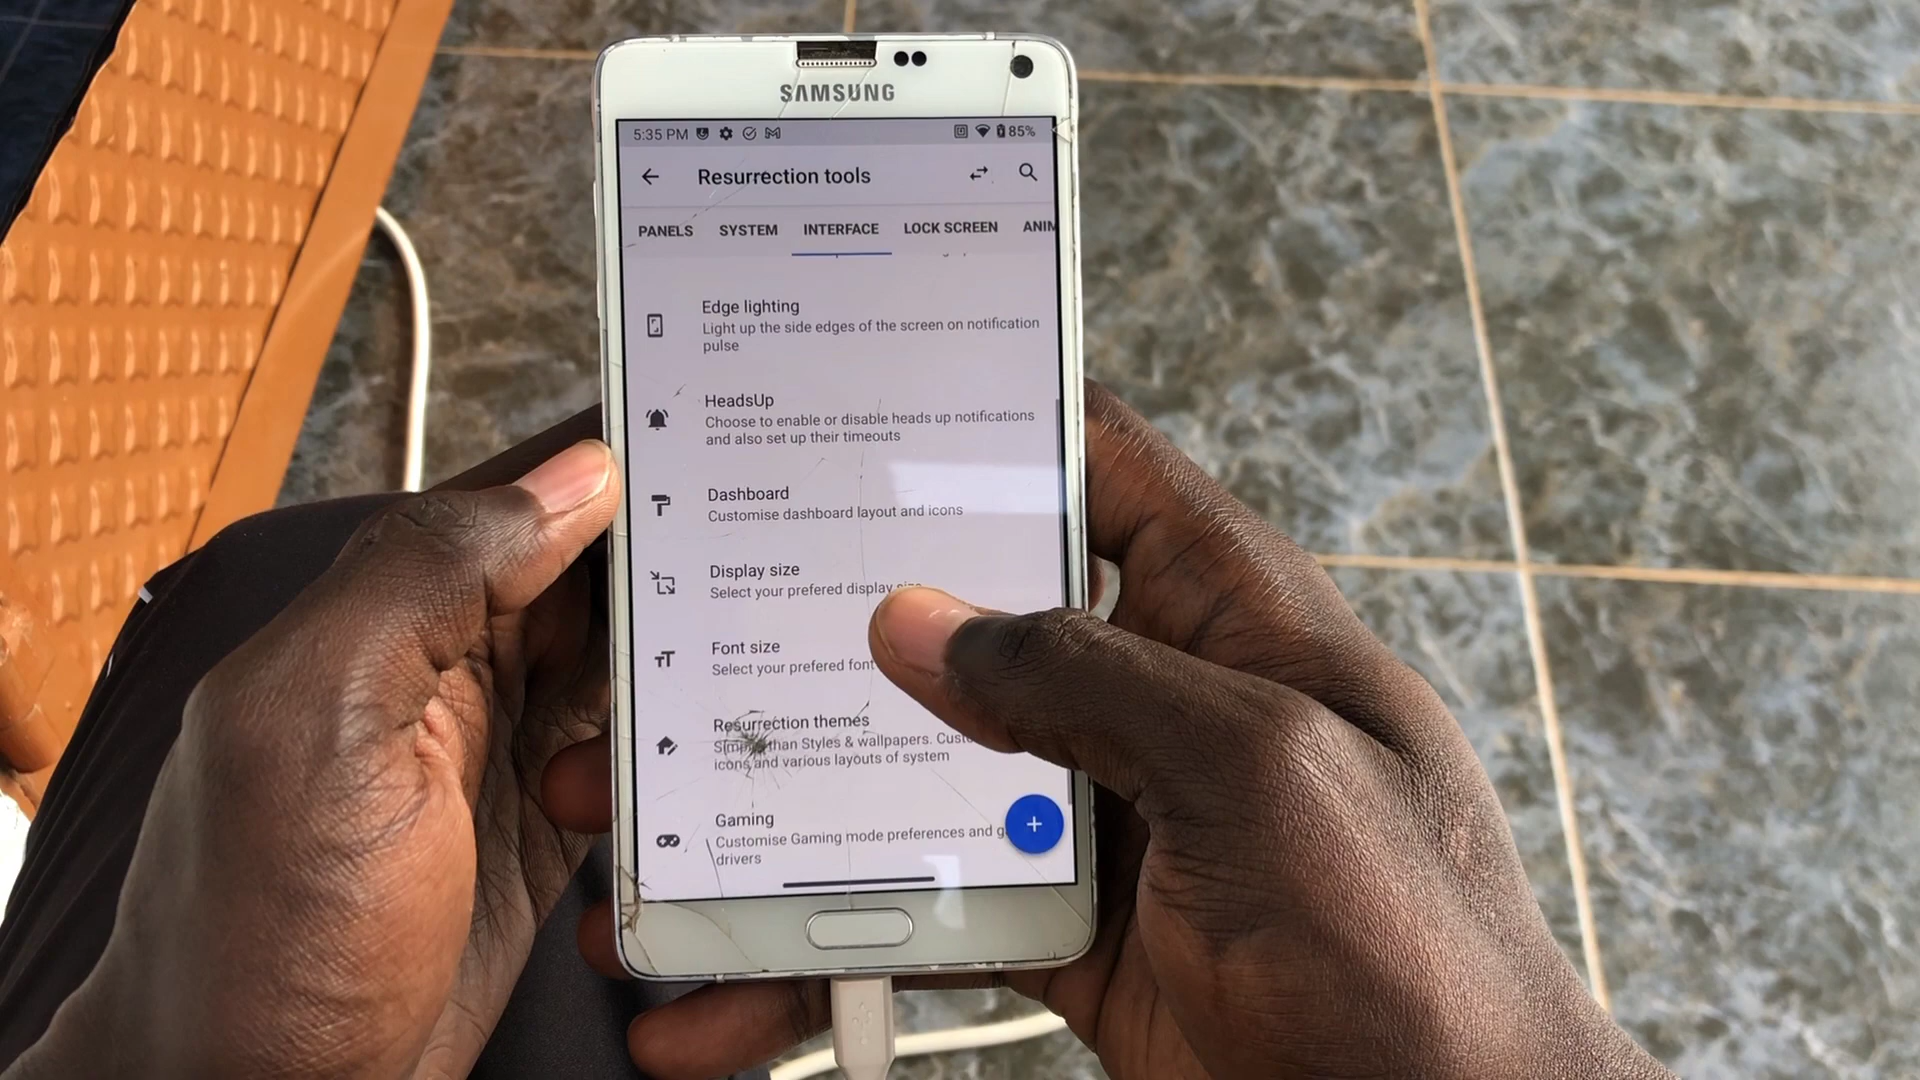 SAMSUNG
5:35 PM
85%
Resurrection tools
PANELS SYSTEM INTERFACE LOCK SCREEN ANIM
Edge lighting
Light up the side edges of the screen on notification
pulse
HeadsUp
Choose to enable or disable heads up notifications
and also set up their timeouts
Dashboard
Customise dashboard layout and icons
Display size
Select your prefered display size
Font size
Select your prefered font
Resurrection themes
Simpler than Styles & wallpapers.
icons and various layouts of system
Gaming
Customise Gaming mode preferences and
drivers